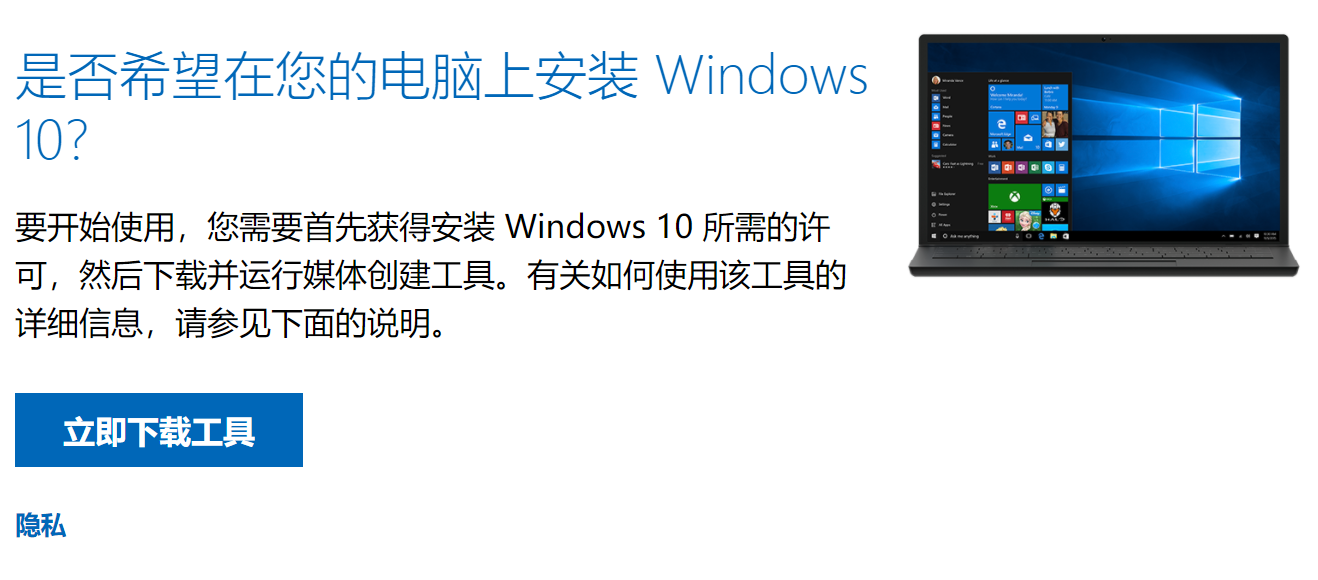 是否希望在您的电脑上安装 Windows
10?
要开始使用，您需要首先获得安装 Windows 10 所需的许
可，然后下载并运行媒体创建工具。有关如何使用该工具的
详细信息，请参见下面的说明。
立即下载工具
隐私